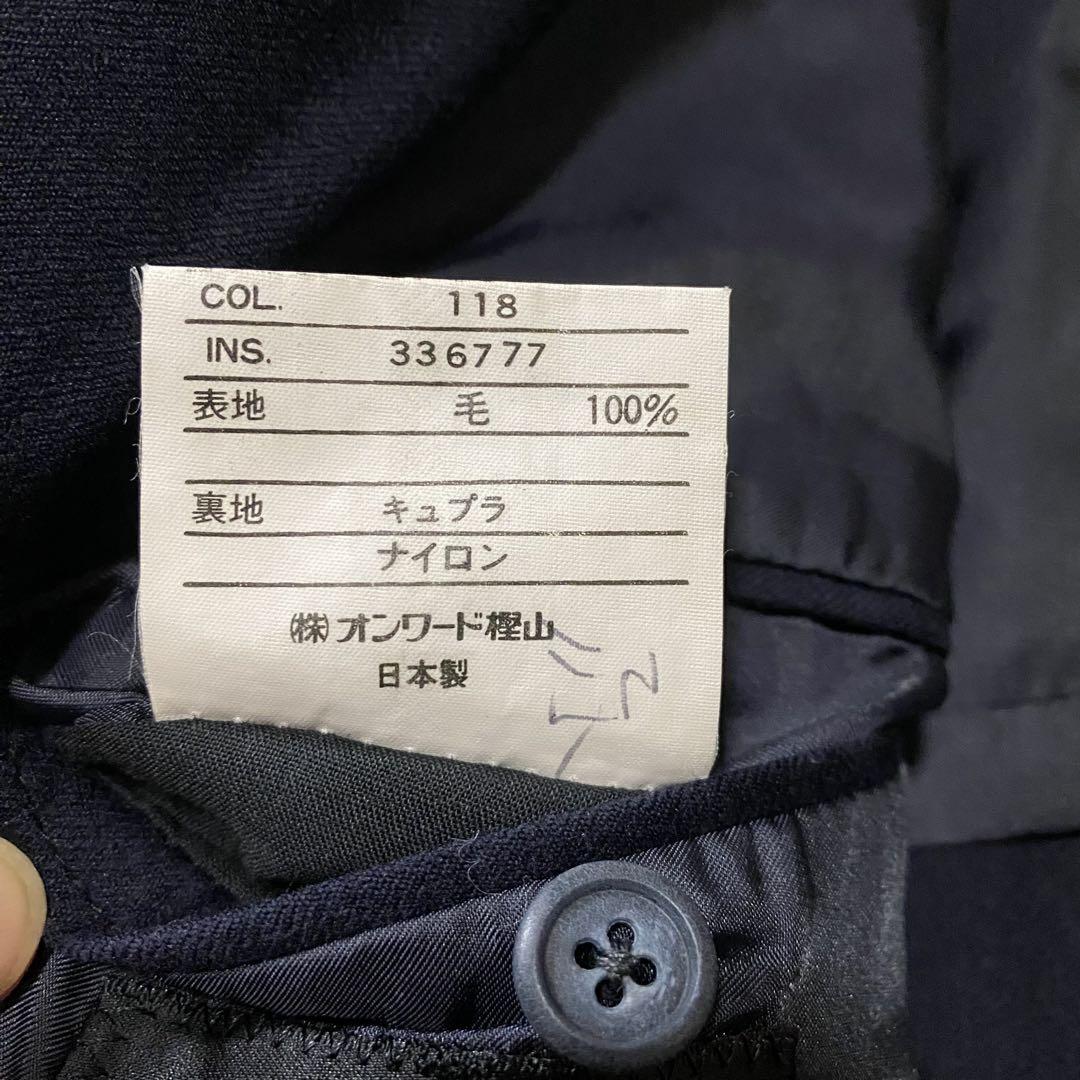 COL. 118
INS. 336777
表地 毛 100%
裏地 キュプラ
ナイロン
(株)オンワード樫山
日本製